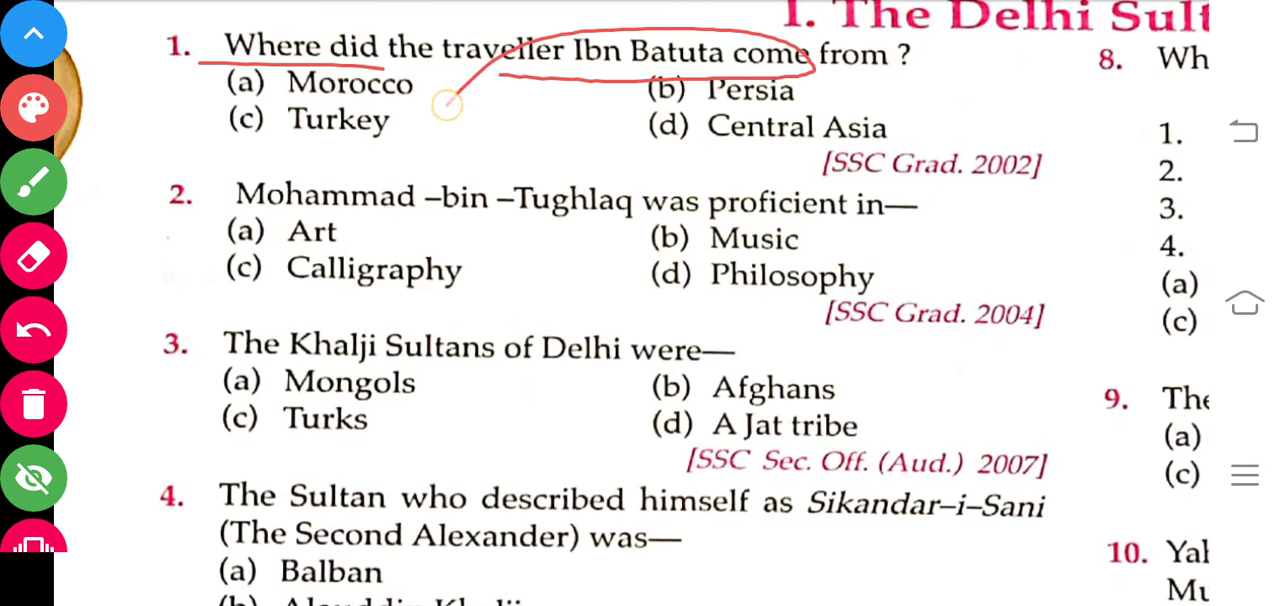 I. The Delhi Sult
1. Where did the traveller Ibn Batuta come from ?
(a) Morocco (b) Persia
(c) Turkey (d) Central Asia
[SSC Grad. 2002]
2. Mohammad –bin –Tughlaq was proficient in—
(a) Art (b) Music
(c) Calligraphy (d) Philosophy
[SSC Grad. 2004]
3. The Khalji Sultans of Delhi were—
(a) Mongols (b) Afghans
(c) Turks (d) A Jat tribe
[SSC Sec. Off. (Aud.) 2007]
4. The Sultan who described himself as Sikandar–i–Sani
(The Second Alexander) was—
(a) Balban
8. Wh
1.
2.
3.
4.
(a)
(c)
9. The
(a)
(c)
10. Yah
Mu